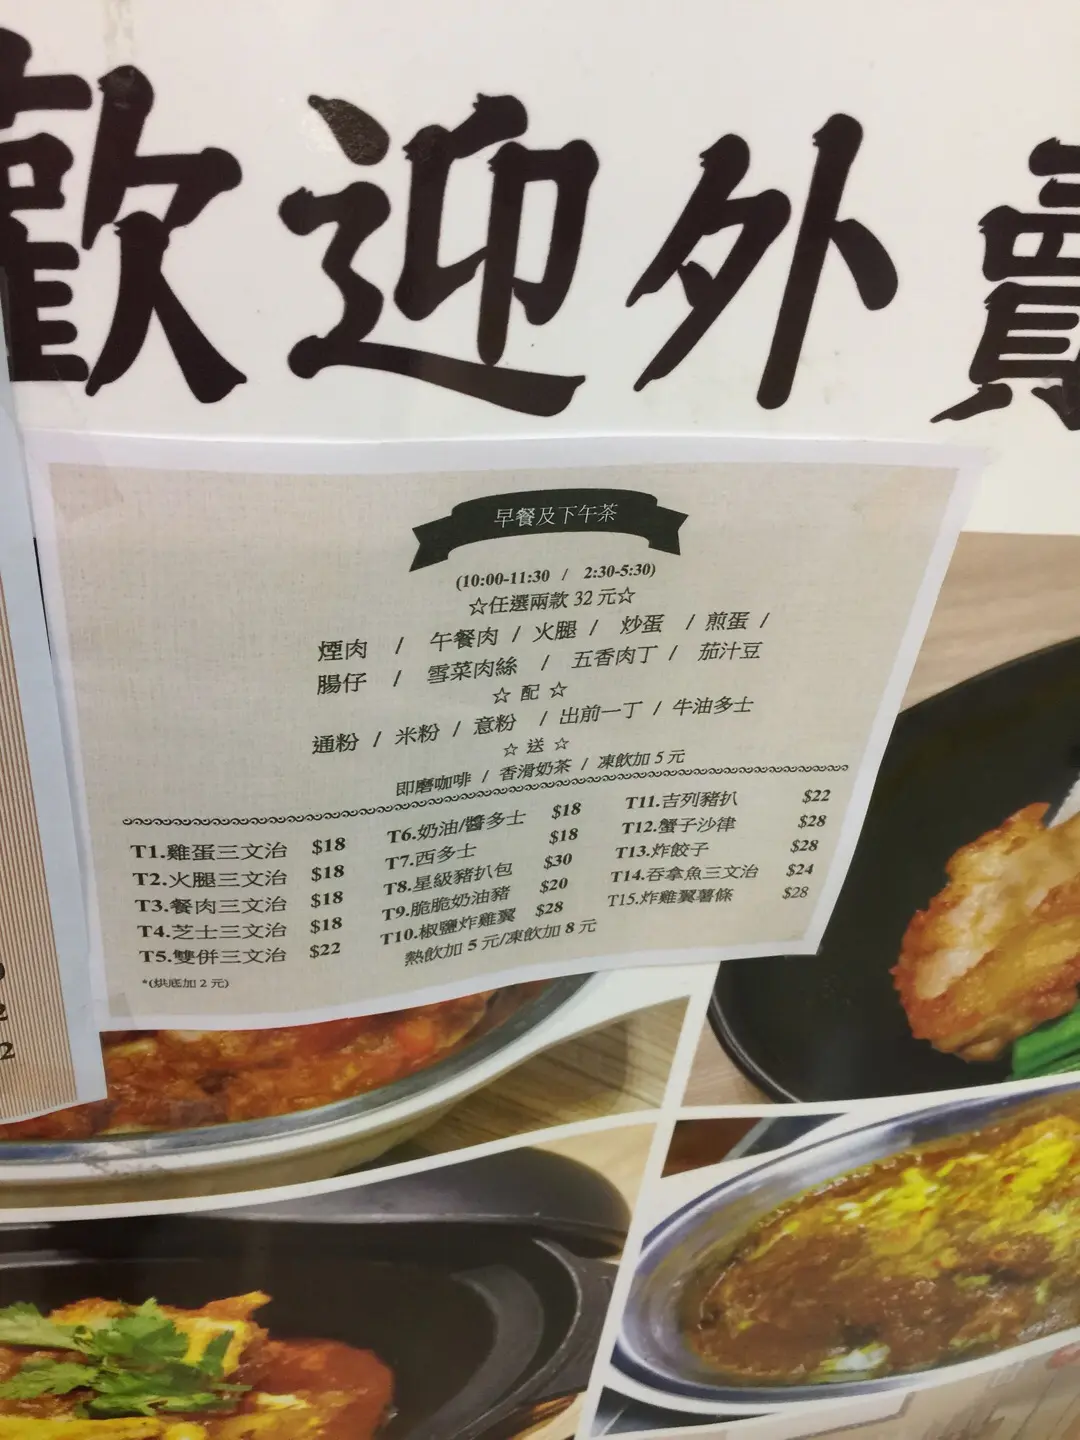 歡迎外賣
早餐及下午茶
(10:00-11:30 / 2:30-5:30)
☆任選兩款 32 元☆
煙肉 / 午餐肉 / 火腿 / 炒蛋 / 煎蛋 /
腸仔 / 雪菜肉絲 / 五香肉丁 / 茄汁豆
☆ 配 ☆
通粉 / 米粉 / 意粉 / 出前一丁 / 牛油多士
☆ 送 ☆
即磨咖啡 / 香滑奶茶 / 凍飲加 5 元
T1.雞蛋三文治 $18
T2.火腿三文治 $18
T3.餐肉三文治 $18
T4.芝士三文治 $18
T5.雙併三文治 $22
*(烘底加 2 元)
T6.奶油/醬多士 $18
T7.西多士 $18
T8.星級豬扒包 $30
T9.脆脆奶油豬 $20
T10.椒鹽炸雞翼 $28
熱飲加 5 元/凍飲加 8 元
T11.吉列豬扒 $22
T12.蟹子沙律 $28
T13.炸餃子 $28
T14.吞拿魚三文治 $24
T15.炸雞翼薯條 $28